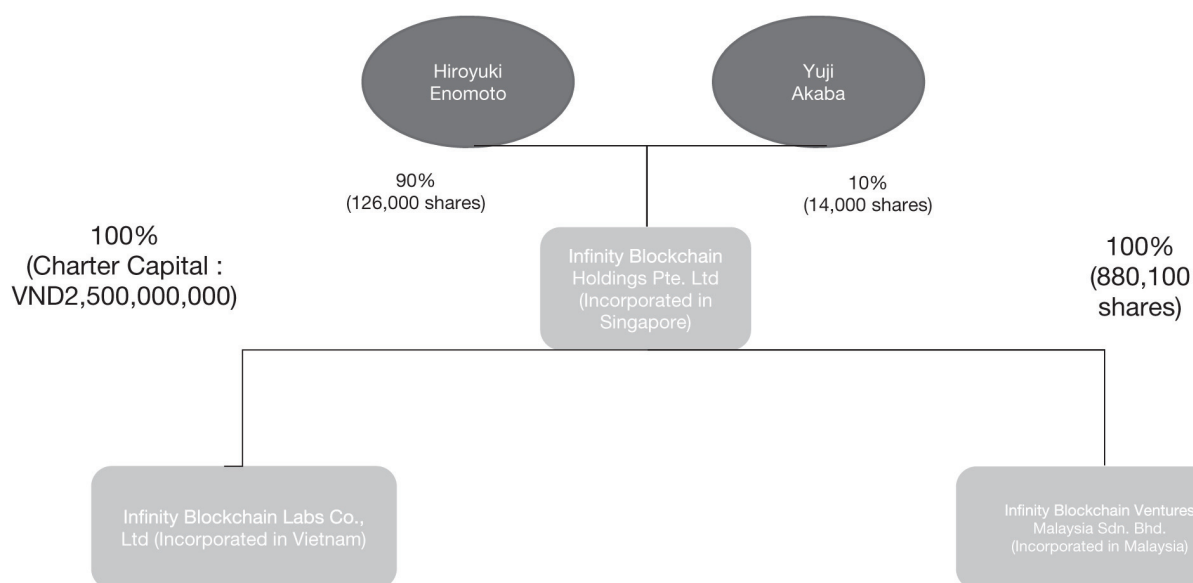 Hiroyuki
Enomoto
Yuji
Akaba
90%
(126,000 shares)
10%
(14,000 shares)
100%
(Charter Capital :
VND2,500,000,000)
Infinity Blockchain
Holdings Pte. Ltd
(Incorporated in
Singapore)
100%
(880,100
shares)
Infinity Blockchain Labs Co.,
Ltd (Incorporated in Vietnam)
Infinity Blockchain Ventures
Malaysia Sdn. Bhd.
(Incorporated in Malaysia)